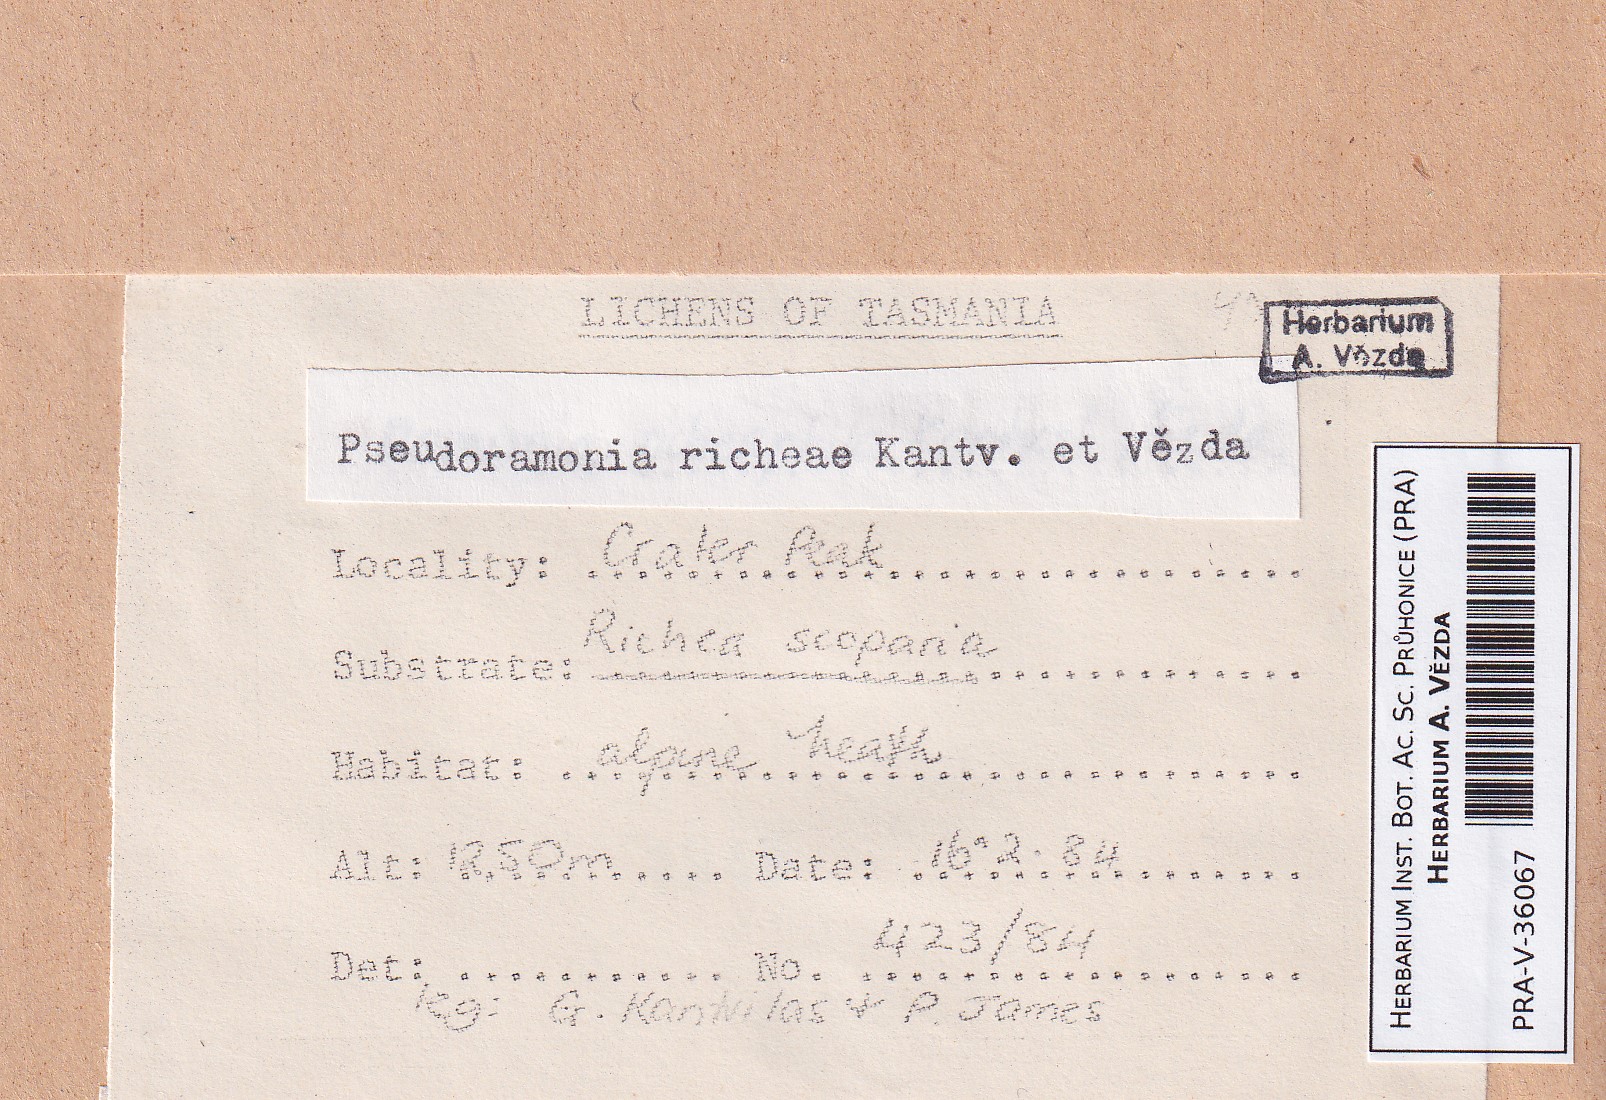 LICHENS OF TASMANIA
Herbarium
A. Vězda
Pseudoramonia richeae Kantv. et Vězda
Locality: Crater Peak
Substrate: Richea scoparia
Habitat: alpine heath
Alt: 1250m Date: 16.2.84
Det: No. 423/84
leg: G. Kantvilas & P. James
HERBARIUM INST. BOT. AC. SC. PRŮHONICE (PRA)
HERBARIUM A. VĚZDA
PRA-V-36067